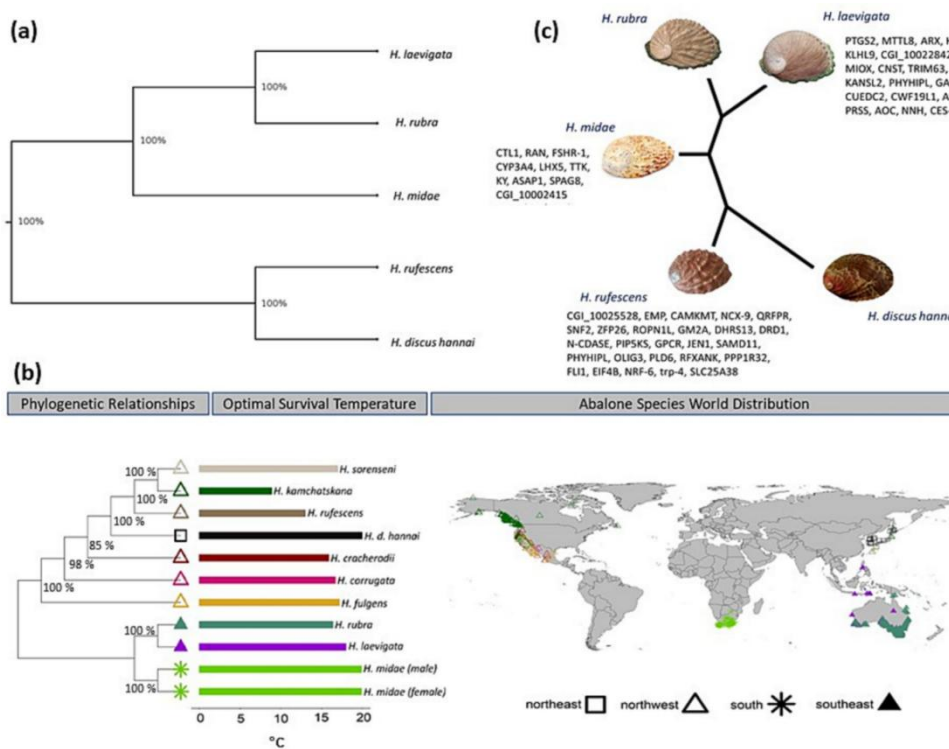 (a)
H. laevigata
H. rubra
H. midae
H. rufescens
H. discus hannai
100%
100%
100%
100%
(c)
H. rubra
H. laevigata
PTGS2, MTTL8, ARX,
KLHL9, CGI_10022842
MIOX, CNST, TRIM63,
KANSL2, PHYHIPL,
CUEDC2, CWF19L1,
PRSS, AOC, NNH,
H. midae
CTL1, RAN, FSHR-1,
CYP3A4, LHX5, TTK,
KY, ASAP1, SPAG8,
CGI_10002415
H. rufescens
H. discus hannai
CGI_10025528, EMP, CAMKMT, NCX-9, QRFPR,
SNF2, ZFP26, ROPN1L, GM2A, DHRS13, DRD1,
N-CDASE, PIP5KS, GPCR, JEN1, SAMD11,
PHYHIPL, OLIG3, PLD6, RFXANK, PPP1R32,
FLI1, EIF4B, NRF-6, trp-4, SLC25A38
(b)
Phylogenetic Relationships
Optimal Survival Temperature
Abalone Species World Distribution
100 %
100 %
100 %
85 %
98 %
100 %
100 %
100 %
H. sorenseni
H. kamchatskana
H. rufescens
H. d. hannai
H. cracherodii
H. corrugata
H. fulgens
H. rubra
H. laevigata
H. midae (male)
H. midae (female)
0 5 10 15 20
°C
northeast
northwest
south
southeast